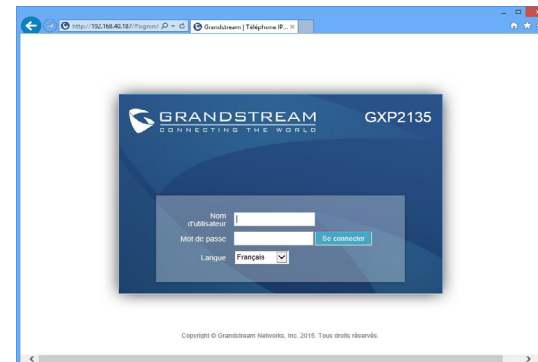 http://192.168.40.187/#signin:l
Grandstream | Téléphone IP...
GRANDSTREAM
CONNECTING THE WORLD
GXP2135
Nom
d'utilisateur
Mot de passe
Se connecter
Langue
Français
Copyright © Grandstream Networks, Inc. 2015. Tous droits réservés.